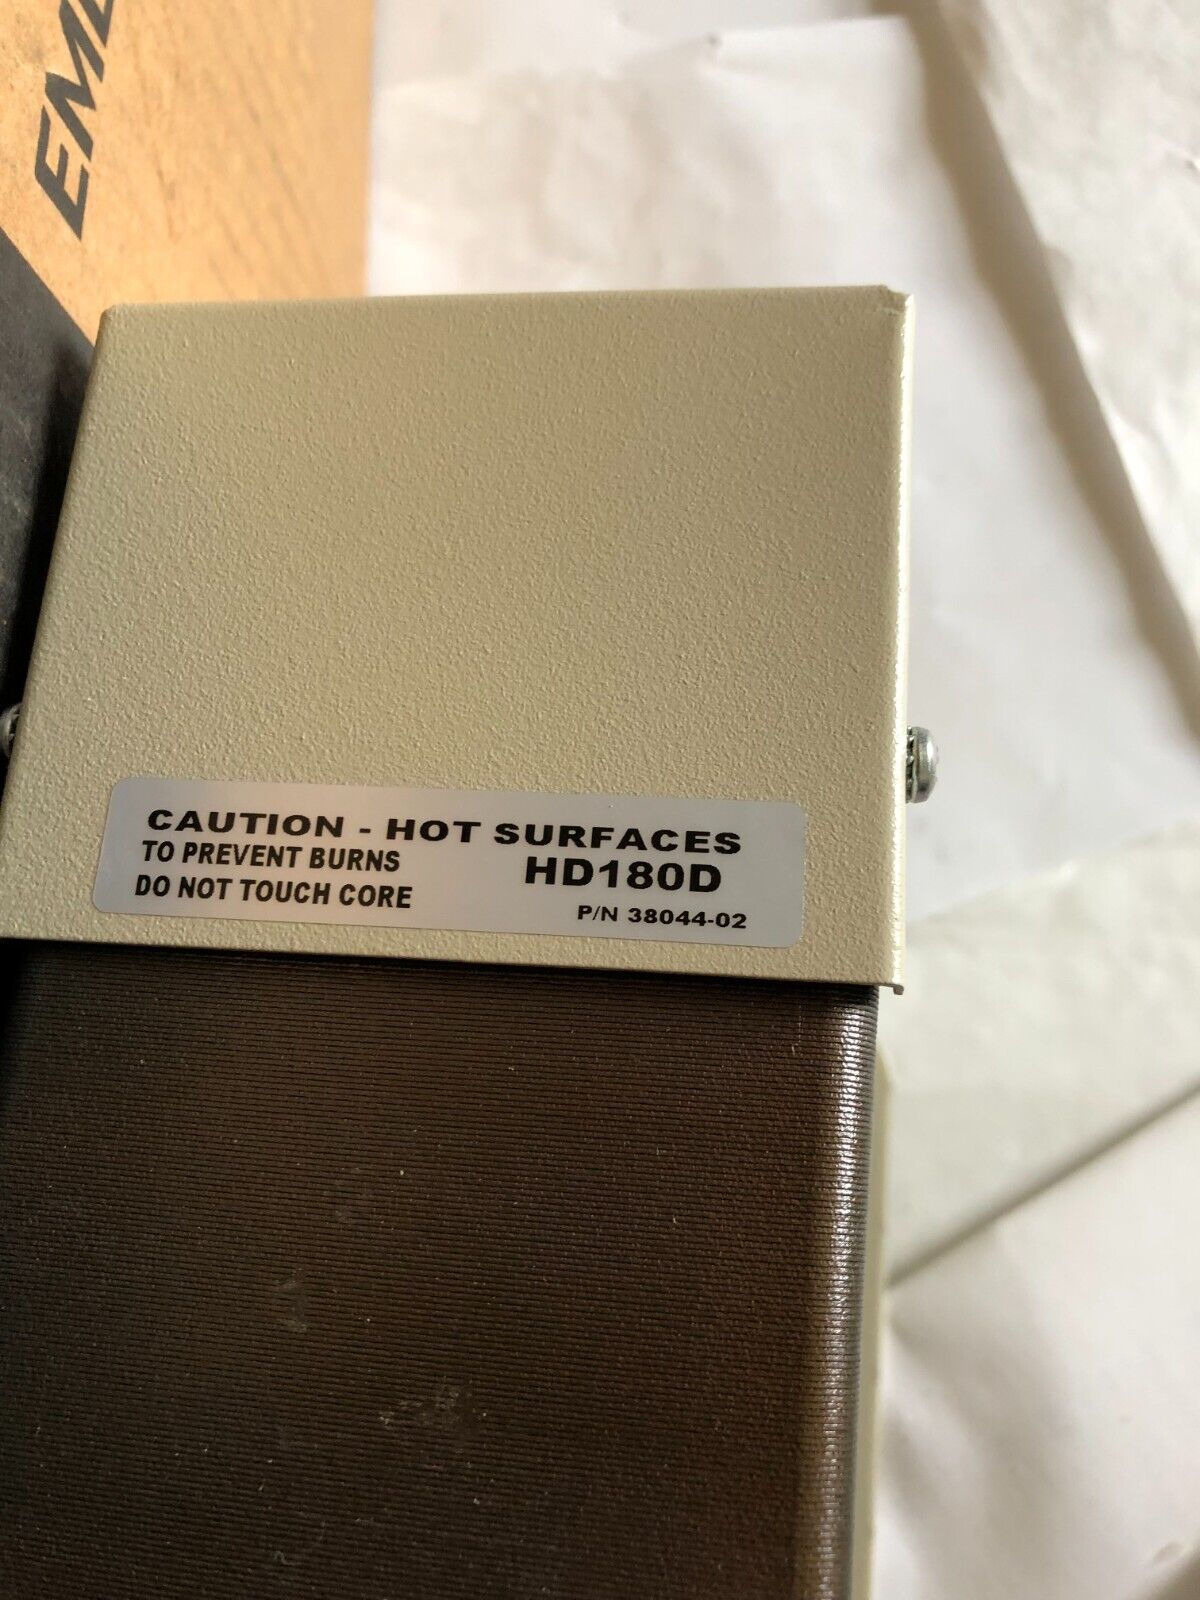 CAUTION - HOT SURFACES
TO PREVENT BURNS
HD180D
DO NOT TOUCH CORE
P/N 38044-02